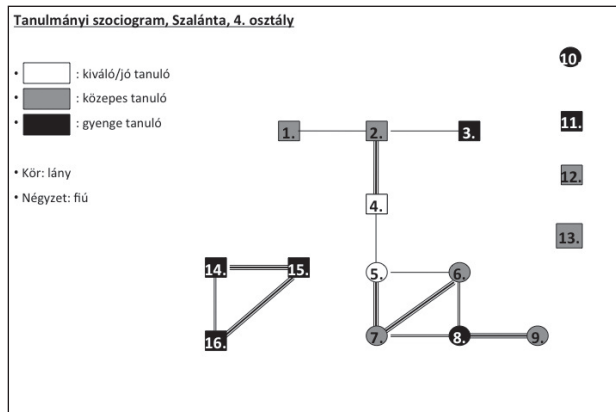 Tanulmányi szociogram, Szalánta, 4. osztály
• : kiváló/jó tanuló
• : közepes tanuló
• : gyenge tanuló
• Kör: lány
• Négyzet: fiú
10.
11.
1. 2. 3.
12.
4.
13.
14. 15. 5. 6.
16. 7. 8. 9.